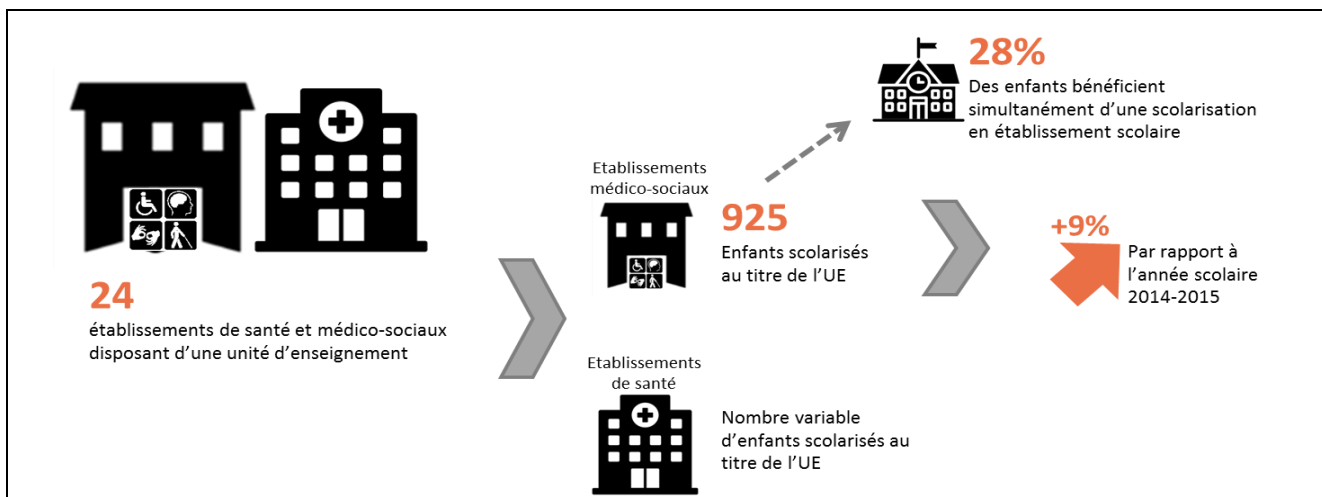 24
établissements de santé et médico-sociaux
disposant d’une unité d’enseignement
Etablissements
médico-sociaux
925
Enfants scolarisés
au titre de l’UE
28%
Des enfants bénéficient
simultanément d’une scolarisation
en établissement scolaire
+9%
Par rapport à
l’année scolaire
2014-2015
Etablissements
de santé
Nombre variable
d’enfants scolarisés au
titre de l’UE